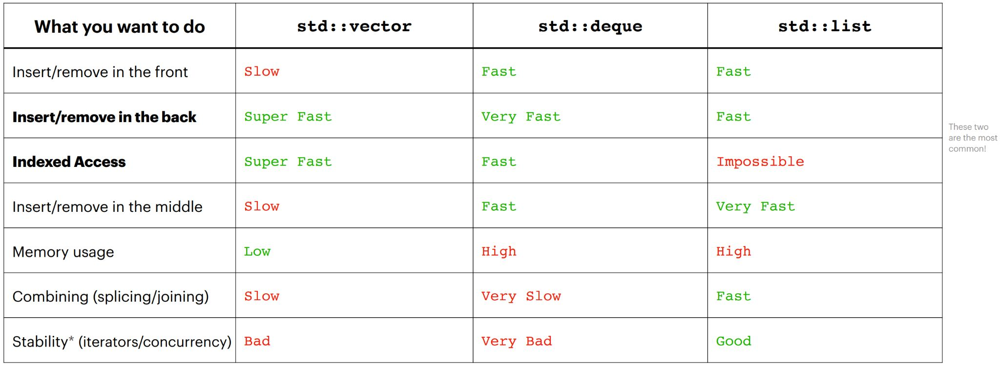 What you want to do std::vector std::deque std::list
Insert/remove in the front Slow Fast Fast
Insert/remove in the back Super Fast Very Fast Fast
Indexed Access Super Fast Fast Impossible
Insert/remove in the middle Slow Fast Very Fast
Memory usage Low High High
Combining (splicing/joining) Slow Very Slow Fast
Stability* (iterators/concurrency) Bad Very Bad Good
These two
are the most
common!